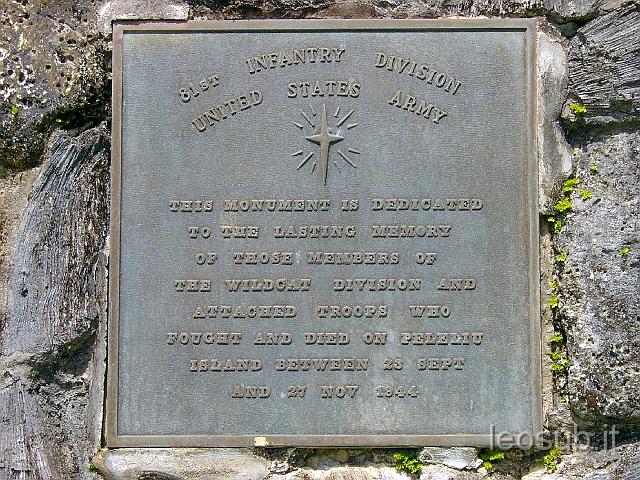 81ST INFANTRY DIVISION
UNITED STATES ARMY
THIS MONUMENT IS DEDICATED
TO THE LASTING MEMORY
OF THOSE MEMBERS OF
THE WILDCAT DIVISION AND
ATTACHED TROOPS WHO
FOUGHT AND DIED ON PELELIU
ISLAND BETWEEN 23 SEPT
AND 27 NOV 1944
leosub.it